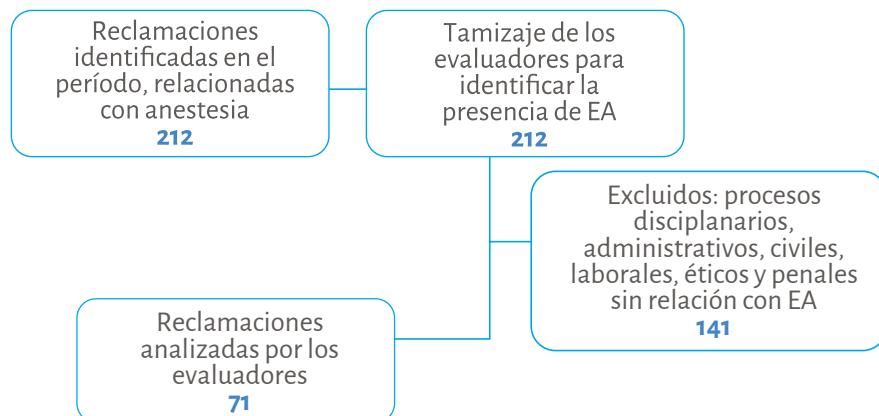 Reclamaciones
identificadas en el
período, relacionadas
con anestesia
212
Tamizaje de los
evaluadores para
identificar la
presencia de EA
212
Excluidos: procesos
disciplanarios,
administrativos, civiles,
laborales, éticos y penales
sin relación con EA
141
Reclamaciones
analizadas por los
evaluadores
71